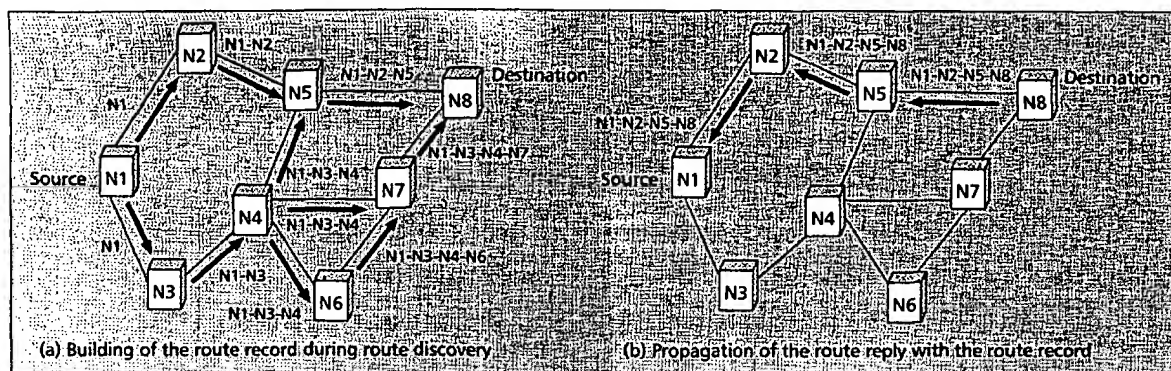 N2
N1-N2
N5
N1-N2-N5
Destination
N8
N1
N1
Source
N1-N3-N4
N1-N3-N4-N7
N7
N4
N1-N3-N4
N1
N1-N3
N3
N1-N3-N4-N6
N1-N3-N4
N6
(a) Building of the route record during route discovery
N2
N1-N2-N5-N8
N5
N1-N2-N5-N8
Destination
N8
N1-N2-N5-N8
N1
Source
N7
N4
N3
N6
(b) Propagation of the route reply with the route record